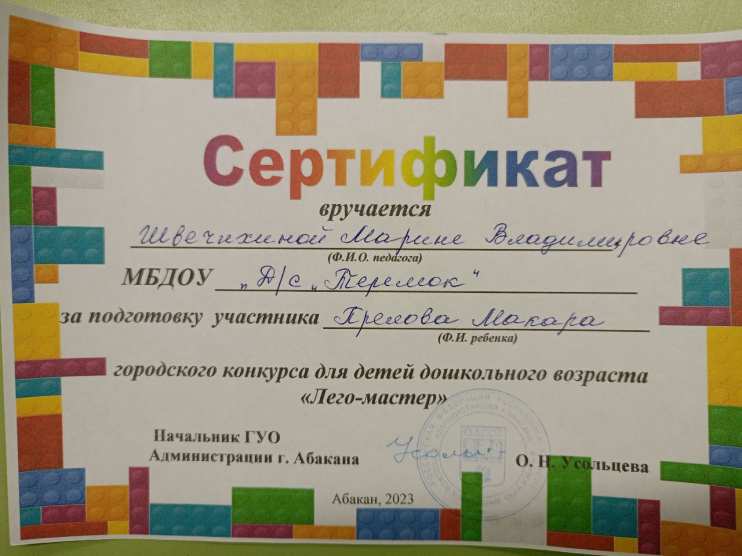 Сертификат
вручается
Швечихиной Марине Владимировне
(Ф.И.О. педагога)
МБДОУ „Д/с „Теремок“
за подготовку участника Прелова Макара
(Ф.И. ребенка)
городского конкурса для детей дошкольного возраста
«Лего-мастер»
Начальник ГУО
Администрации г. Абакана
О. Н. Усольцева
Абакан, 2023